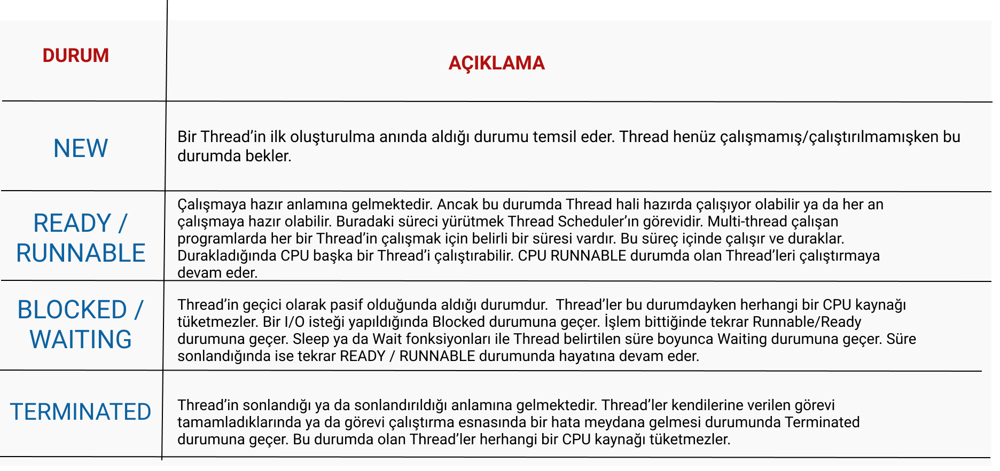 DURUM
AÇIKLAMA
NEW
Bir Thread’in ilk oluşturulma anında aldığı durumu temsil eder. Thread henüz çalışmamış/çalıştırılmamışken bu
durumda bekler.
READY /
RUNNABLE
Çalışmaya hazır anlamına gelmektedir. Ancak bu durumda Thread hali hazırda çalışıyor olabilir ya da her an
çalışmaya hazır olabilir. Buradaki süreci yürütmek Thread Scheduler’ın görevidir. Multi-thread çalışan
programlarda her bir Thread’in çalışmak için belirli bir süresi vardır. Bu süreç içinde çalışır ve duraklar.
Durakladığında CPU başka bir Thread’i çalıştırabilir. CPU RUNNABLE durumda olan Thread’leri çalıştırmaya
devam eder.
BLOCKED /
WAITING
Thread’in geçici olarak pasif olduğunda aldığı durumdur.  Thread’ler bu durumdayken herhangi bir CPU kaynağı
tüketmezler. Bir I/O isteği yapıldığında Blocked durumuna geçer. İşlem bittiğinde tekrar Runnable/Ready
durumuna geçer. Sleep ya da Wait fonksiyonları ile Thread belirtilen süre boyunca Waiting durumuna geçer. Süre
sonlandığında ise tekrar READY / RUNNABLE durumunda hayatına devam eder.
TERMINATED
Thread’in sonlandığı ya da sonlandırıldığı anlamına gelmektedir. Thread’ler kendilerine verilen görevi
tamamladıklarında ya da görevi çalıştırma esnasında bir hata meydana gelmesi durumunda Terminated
durumuna geçer. Bu durumda olan Thread’ler herhangi bir CPU kaynağı tüketmezler.